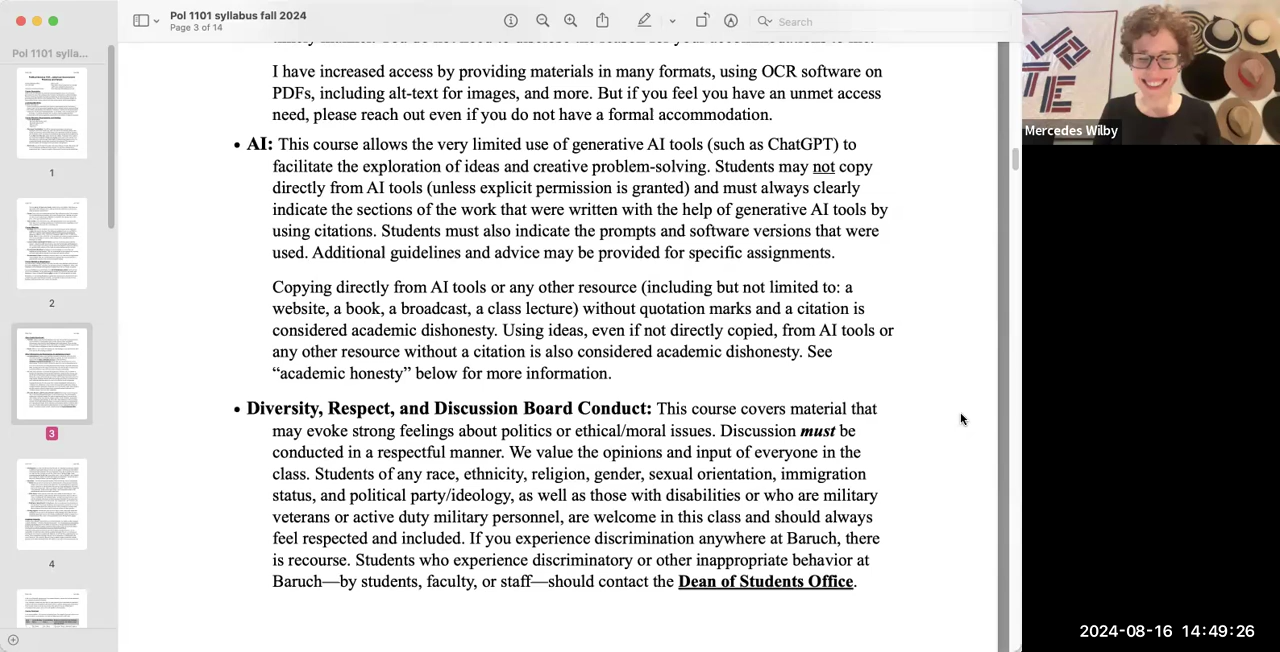 Pol 1101 syllabus fall 2024
Page 3 of 14
Search
Pol 1101 sylla...
1
2
3
4
I have increased access by providing materials in many formats, using OCR software on
PDFs, including alt-text for images, and more. But if you feel you have an unmet access
need, please reach out even if you do not have a formal accommodation.
• AI: This course allows the very limited use of generative AI tools (such as ChatGPT) to
facilitate the exploration of ideas and creative problem-solving. Students may not copy
directly from AI tools (unless explicit permission is granted) and must always clearly
indicate the sections of the work that were written with the help of generative AI tools by
using citations. Students must also indicate the prompts and software versions that were
used. Additional guidelines/advice may be provided for specific assignments.
Copying directly from AI tools or any other resource (including but not limited to: a
website, a book, a broadcast, a class lecture) without quotation marks and a citation is
considered academic dishonesty. Using ideas, even if not directly copied, from AI tools or
any other resource without citations is also considered academic dishonesty. See
“academic honesty” below for more information.
• Diversity, Respect, and Discussion Board Conduct: This course covers material that
may evoke strong feelings about politics or ethical/moral issues. Discussion must be
conducted in a respectful manner. We value the opinions and input of everyone in the
class. Students of any race, ethnicity, religion, gender, sexual orientation, immigration
status, and political party/ideology, as well as those with disabilities or who are military
veterans or active in military support, are welcome in this class and should always
feel respected and included. If you experience discrimination anywhere at Baruch, there
is recourse. Students who experience discriminatory or other inappropriate behavior at
Baruch—by students, faculty, or staff—should contact the Dean of Students Office.
Mercedes Wilby
2024-08-16 14:49:26